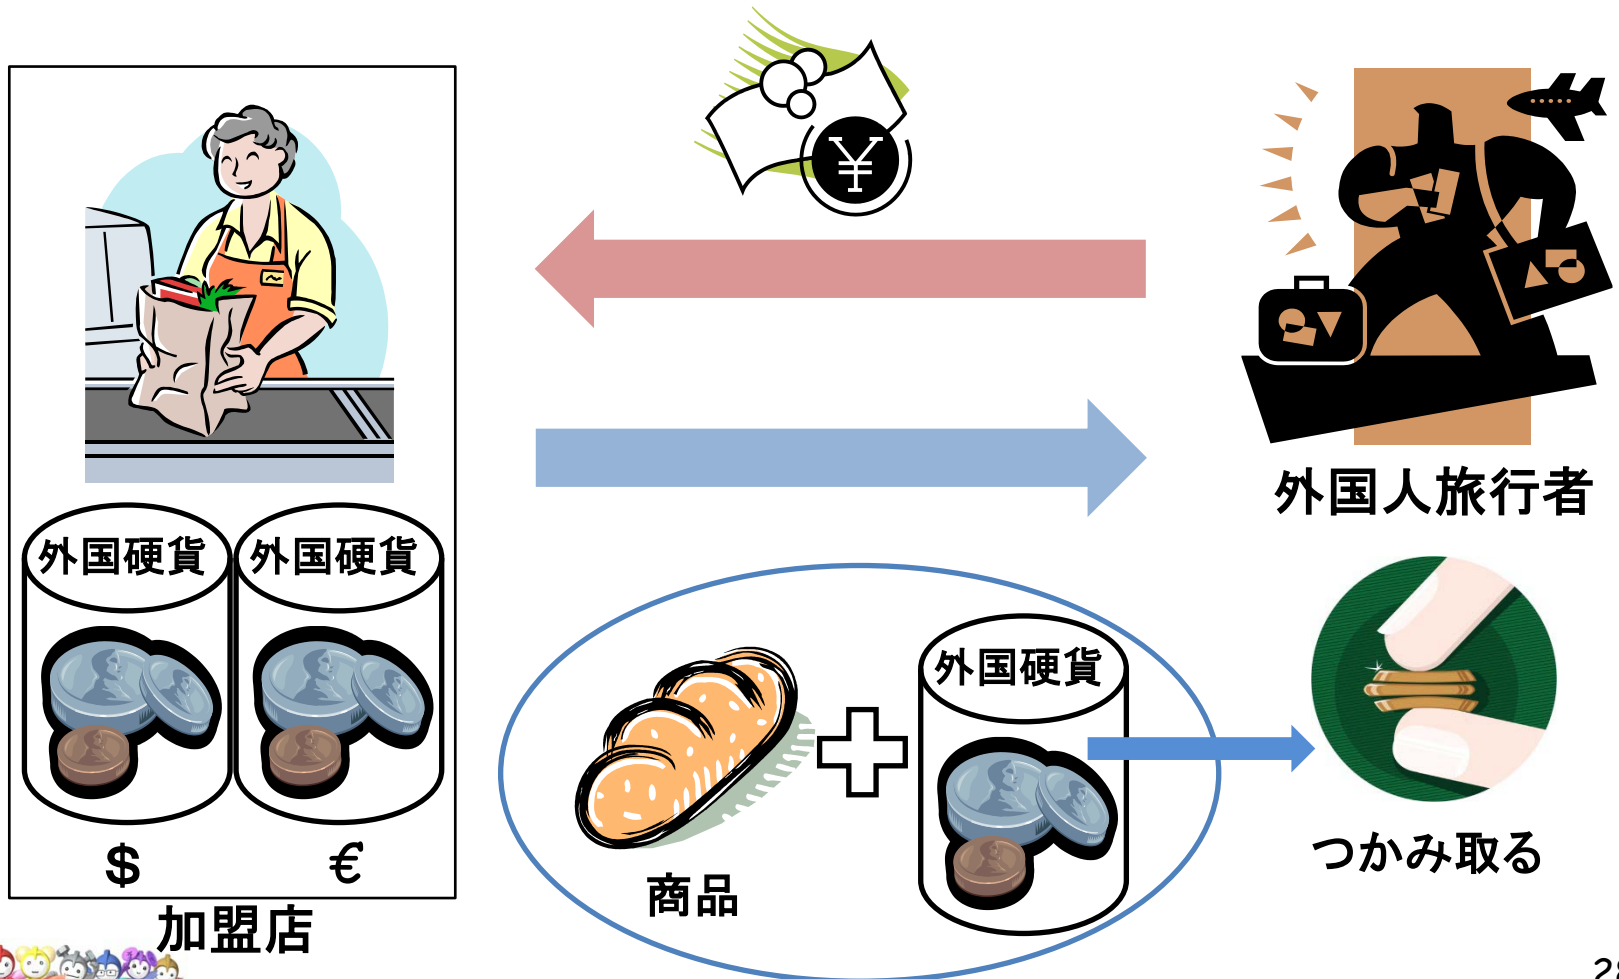 ¥
外国人旅行者
外国硬貨
外国硬貨
$
€
加盟店
外国硬貨
商品
つかみ取る